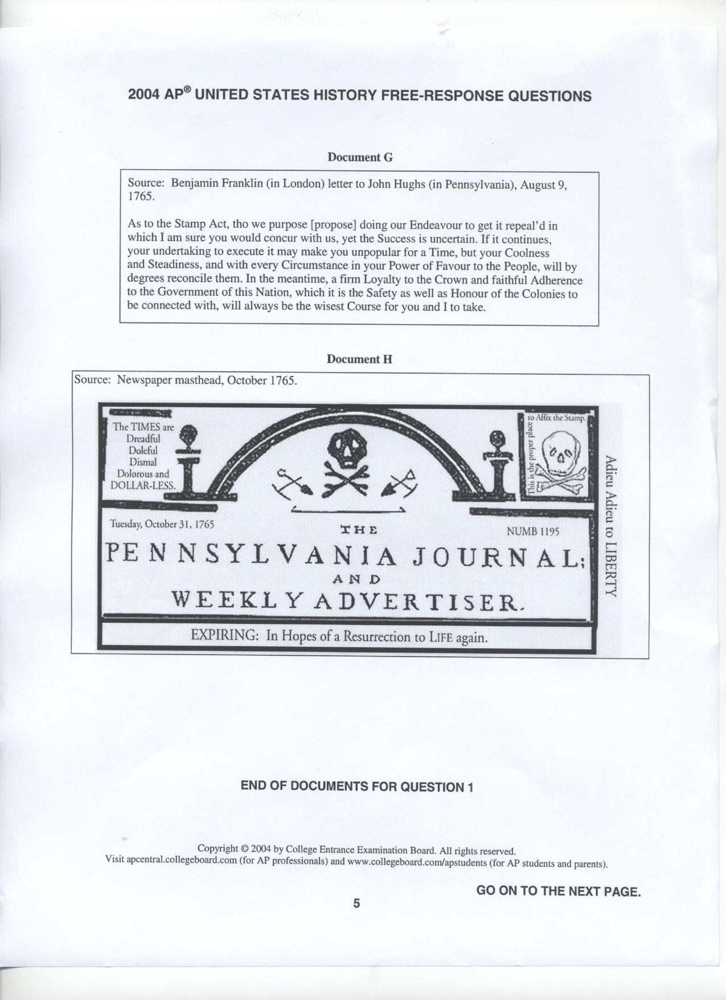 2004 AP® UNITED STATES HISTORY FREE-RESPONSE QUESTIONS
Document G
Source: Benjamin Franklin (in London) letter to John Hughs (in Pennsylvania), August 9,
1765.
As to the Stamp Act, tho we purpose [propose] doing our Endeavour to get it repeal'd in
which I am sure you would concur with us, yet the Success is uncertain. If it continues,
your undertaking to execute it may make you unpopular for a Time, but your Coolness
and Steadiness, and with every Circumstance in your Power of Favour to the People, will by
degrees reconcile them. In the meantime, a firm Loyalty to the Crown and faithful Adherence
to the Government of this Nation, which it is the Safety as well as Honour of the Colonies to
be connected with, will always be the wisest Course for you and I to take.
Document H
Source: Newspaper masthead, October 1765.
The TIMES are
Dreadful
Doleful
Dismal
Dolorous and
DOLLAR-LESS.
This is the proper place
to Affix the Stamp.
Adieu Adieu to LIBERTY
Tuesday, October 31, 1765
THE
NUMB 1195
PENNSYLVANIA JOURNAL;
AND
WEEKLY ADVERTISER.
EXPIRING: In Hopes of a Resurrection to LIFE again.
END OF DOCUMENTS FOR QUESTION 1
Copyright © 2004 by College Entrance Examination Board. All rights reserved.
Visit apcentral.collegeboard.com (for AP professionals) and www.collegeboard.com/apstudents (for AP students and parents).
GO ON TO THE NEXT PAGE.
5